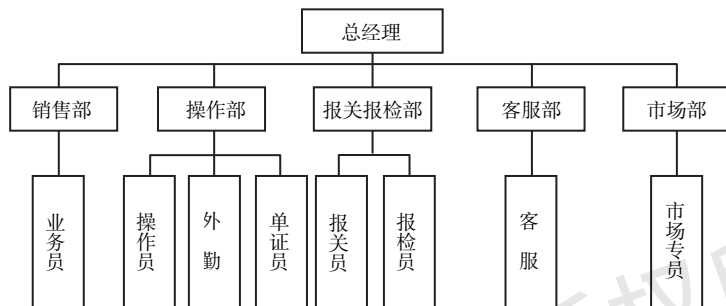 总经理
销售部
操作部
报关报检部
客服部
市场部
业务员
操作员
外勤
单证员
报关员
报检员
客服
市场专员